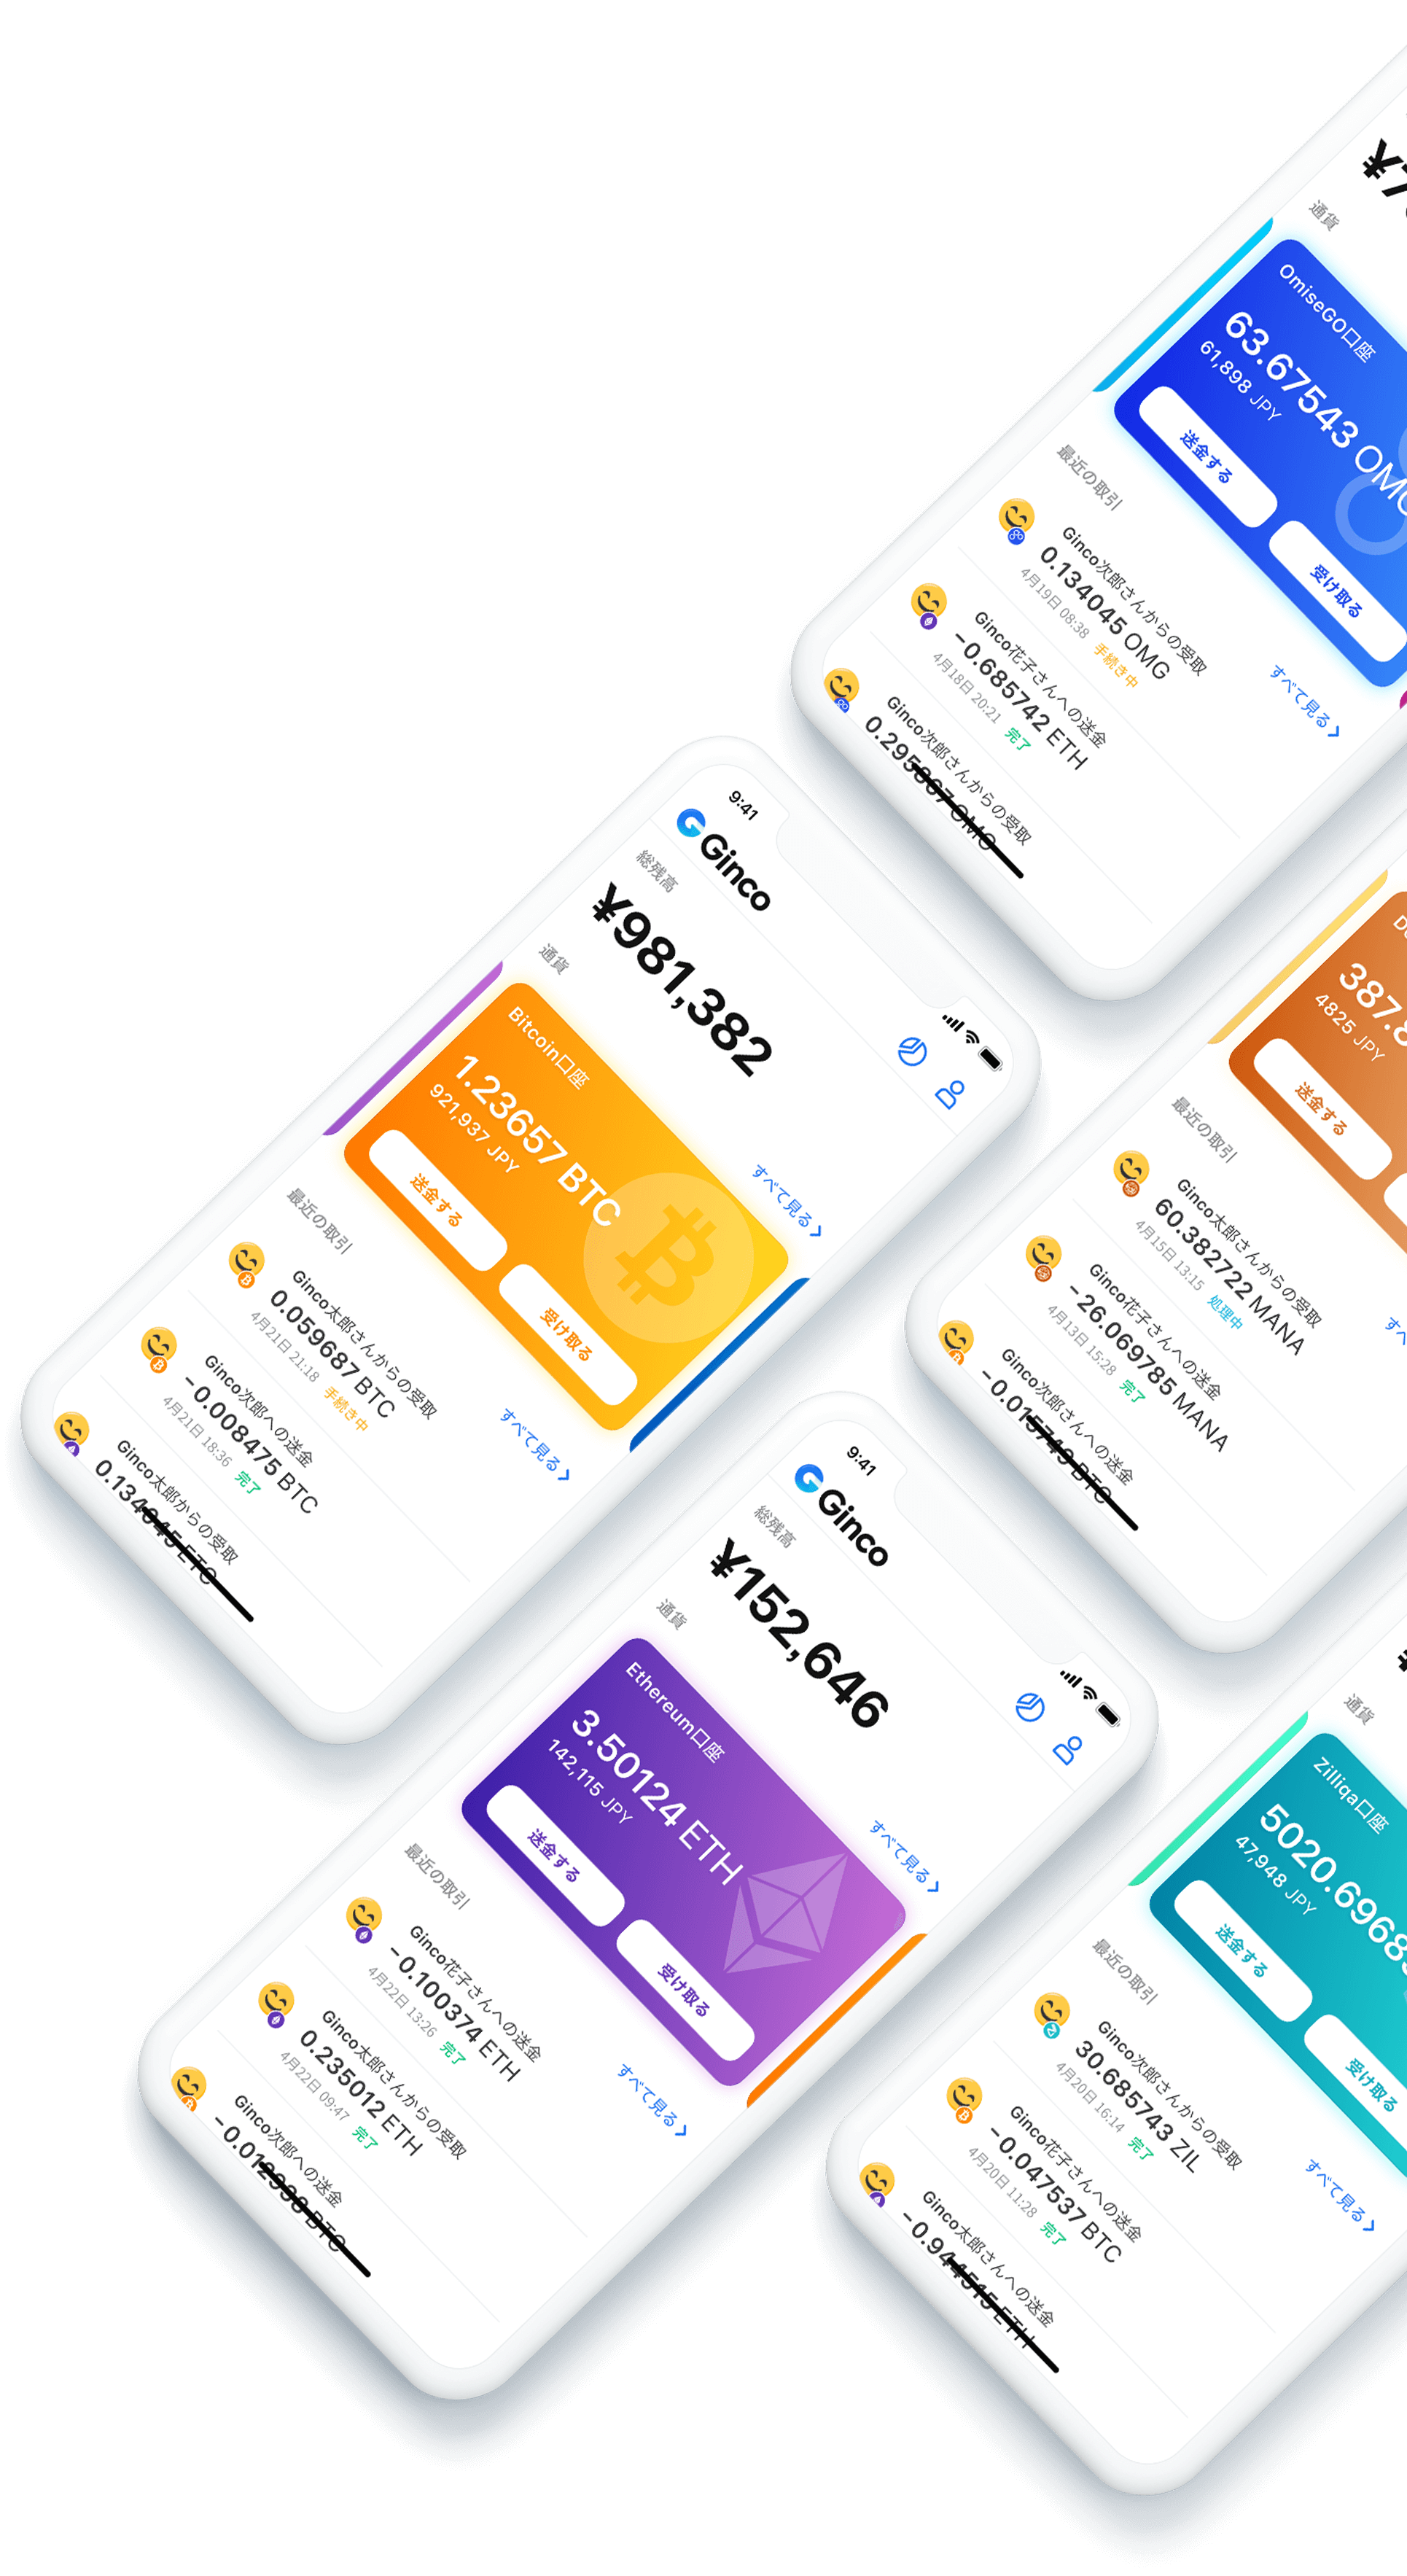 通貨
OmiseGO口座
63.67543 OMG
61,898 JPY
送金する
受け取る
最近の取引
すべて見る
Ginco次郎さんからの受取
0.134045 OMG
4月19日 08:38 手続き中
Ginco花子さんへの送金
-0.685742 ETH
4月18日 20:21 完了
Ginco次郎さんからの受取
9:41
Ginco
総残高
¥981,382
通貨
すべて見る
Bitcoin口座
1.23657 BTC
921,937 JPY
送金する
受け取る
最近の取引
すべて見る
Ginco太郎さんからの受取
0.059687 BTC
4月21日 21:18 手続き中
Ginco次郎への送金
-0.008475 BTC
4月21日 18:36 完了
Ginco太郎からの受取
387.8
4825 JPY
送金する
最近の取引
Ginco太郎さんからの受取
60.382722 MANA
4月15日 13:15 処理中
Ginco花子さんへの送金
-26.069785 MANA
4月13日 15:28 完了
Ginco次郎さんへの送金
9:41
Ginco
総残高
¥152,646
通貨
すべて見る
Ethereum口座
3.50124 ETH
142,115 JPY
送金する
受け取る
最近の取引
すべて見る
Ginco花子さんへの送金
-0.100374 ETH
4月22日 13:26 完了
Ginco太郎さんからの受取
0.235012 ETH
4月22日 09:47 完了
Ginco次郎への送金
通貨
Zilliqa口座
5020.6968
47,948 JPY
送金する
受け取る
最近の取引
すべて見る
Ginco次郎さんからの受取
30.685743 ZIL
4月20日 16:14 完了
Ginco花子さんへの送金
-0.047537 BTC
4月20日 11:28 完了
Ginco太郎さんへの送金